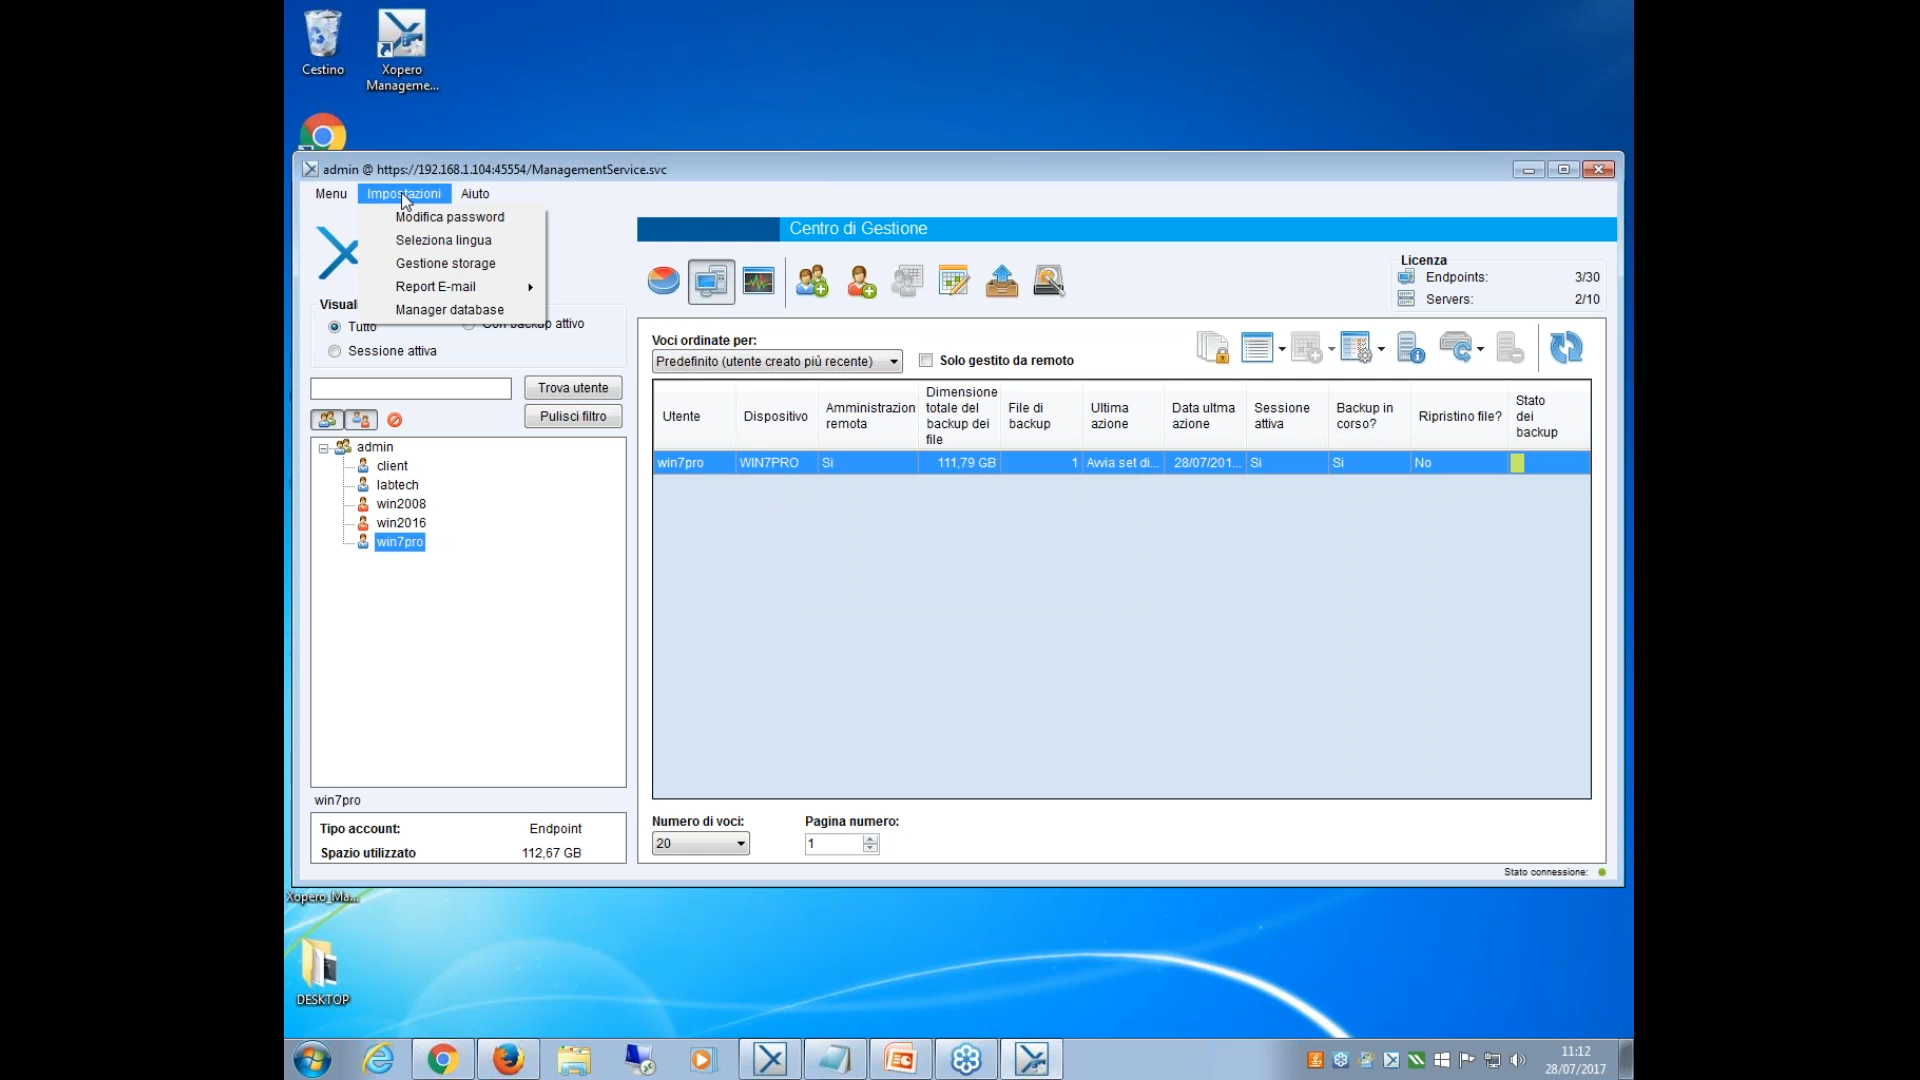 Cestino
Xopero
Manageme...
admin @ https://192.168.1.104:45554/ManagementService.svc
Menu Impostazioni Aiuto
Modifica password
Seleziona lingua
Gestione storage
Report E-mail
Manager database
Centro di Gestione
Licenza
Endpoints: 3/30
Servers: 2/10
Visuali
Tutto
Con backup attivo
Sessione attiva
Trova utente
Pulisci filtro
admin
client
labtech
win2008
win2016
win7pro
win7pro
Tipo account: Endpoint
Spazio utilizzato 112,67 GB
Voci ordinate per:
Predefinito (utente creato più recente)
Solo gestito da remoto
Utente
Dispositivo
Amministrazion
remota
Dimensione
totale del
backup dei
file
File di
backup
Ultima
azione
Data ultma
azione
Sessione
attiva
Backup in
corso?
Ripristino file?
Stato
dei
backup
win7pro WIN7PRO Si 111,79 GB 1 Avvia set di... 28/07/201... Si Si No
Numero di voci:
20
Pagina numero:
1
Stato connessione:
Xopero_Ma...
DESKTOP
11:12
28/07/2017